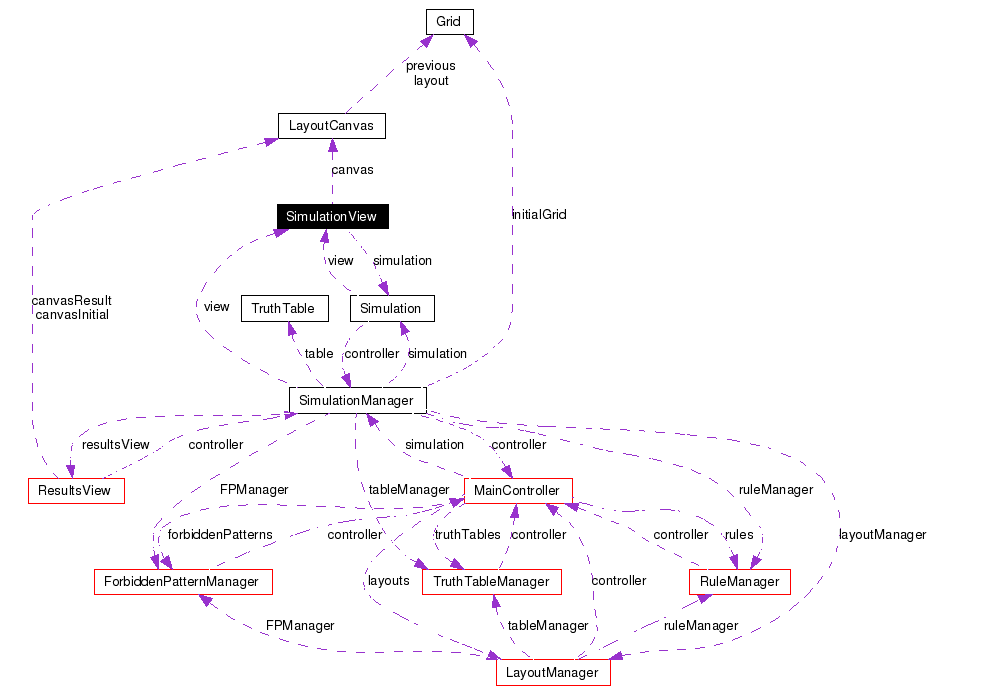 Grid
previous
layout
LayoutCanvas
canvas
SimulationView
initialGrid
view
simulation
canvasResult
canvasInitial
view
TruthTable
Simulation
table
controller
simulation
SimulationManager
resultsView
controller
simulation
controller
ResultsView
FPManager
tableManager
MainController
ruleManager
forbiddenPatterns
controller
truthTables
controller
controller
rules
layoutManager
ForbiddenPatternManager
layouts
TruthTableManager
controller
RuleManager
FPManager
tableManager
ruleManager
LayoutManager